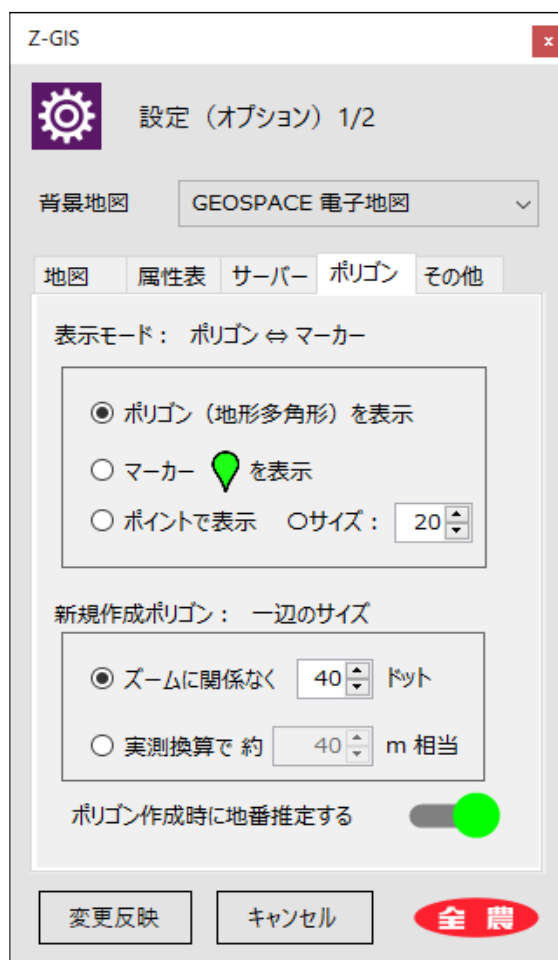 Z-GIS
x
設定（オプション）1/2
背景地図 GEOSPACE 電子地図
地図 属性表 サーバー ポリゴン その他
表示モード： ポリゴン ⇔ マーカー
ポリゴン（地形多角形）を表示
マーカー を表示
ポイントで表示 〇サイズ： 20
新規作成ポリゴン： 一辺のサイズ
ズームに関係なく 40 ドット
実測換算で 約 40 m 相当
ポリゴン作成時に地番推定する
変更反映 キャンセル 全農